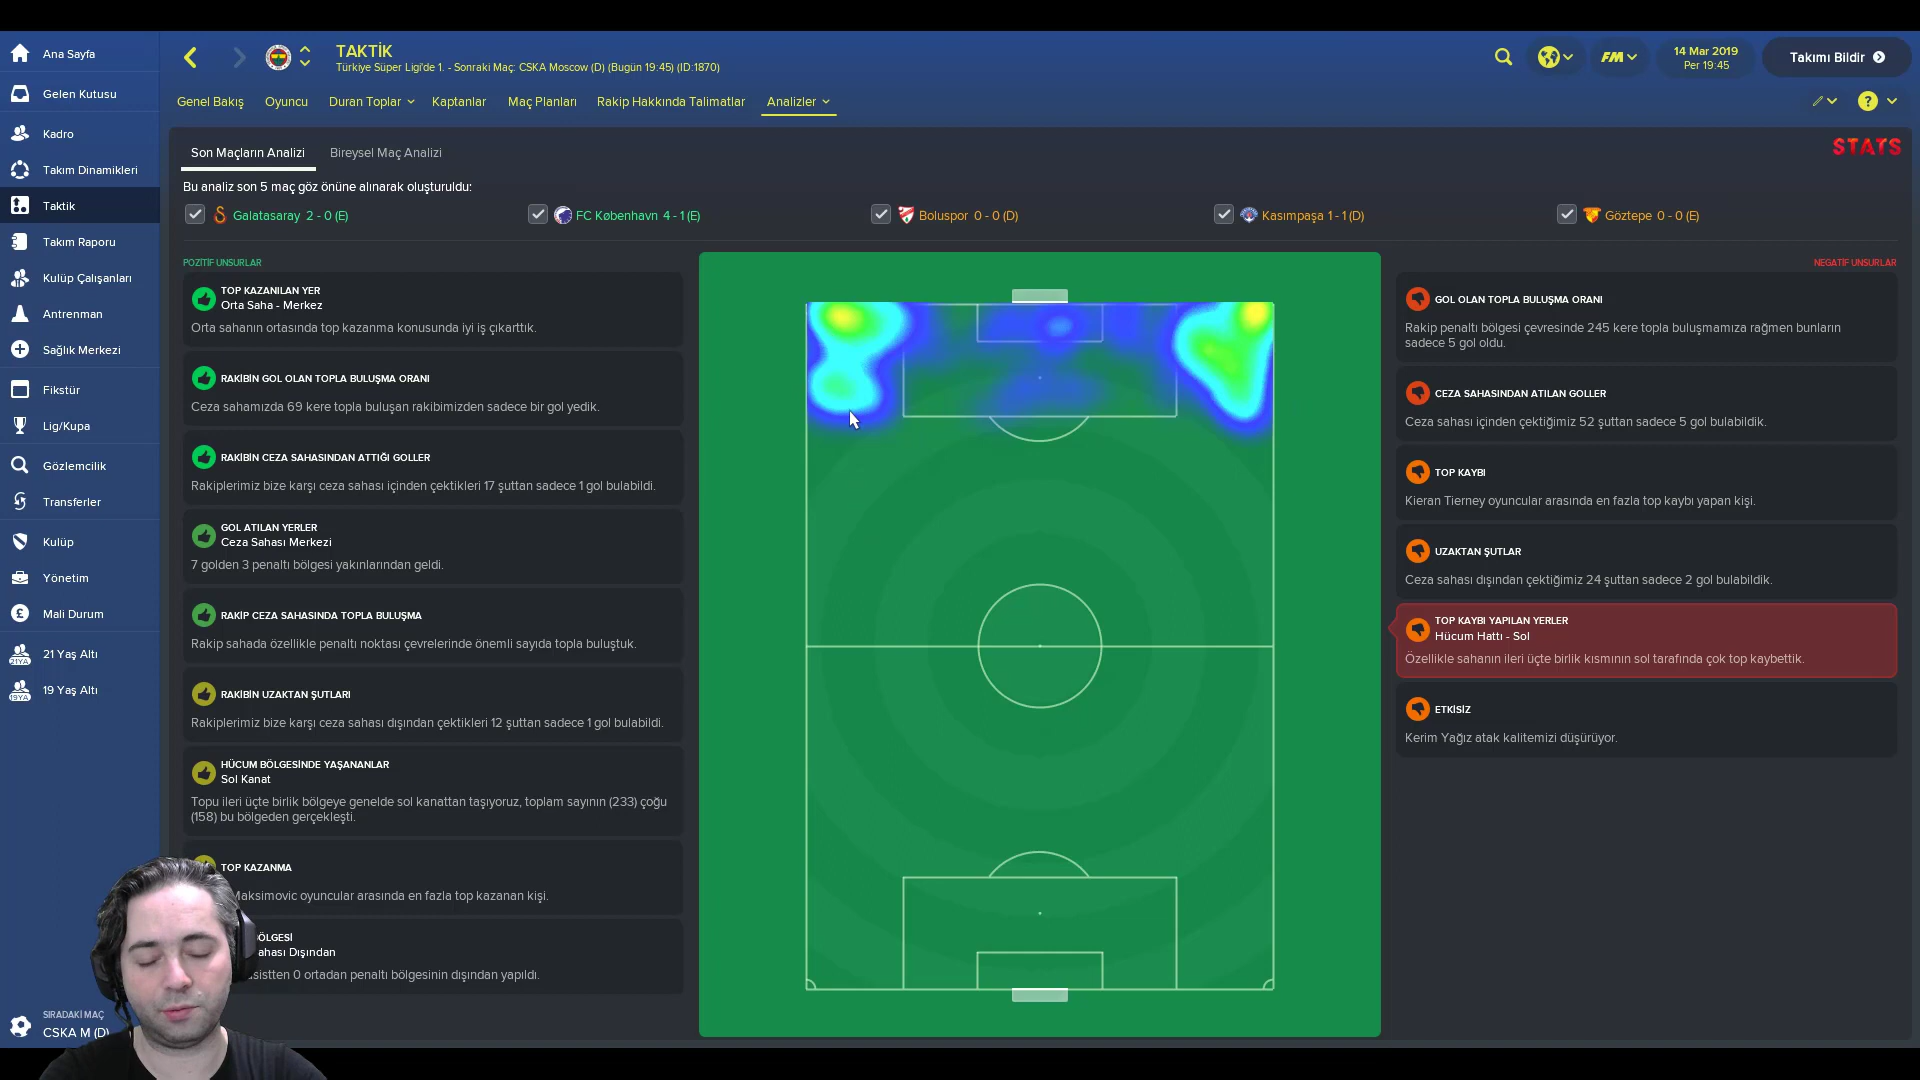 Ana Sayfa
Gelen Kutusu
Kadro
Takım Dinamikleri
Taktik
Takım Raporu
Kulüp Çalışanları
Antrenman
Sağlık Merkezi
Fikstür
Lig/Kupa
Gözlemcilik
Transferler
Kulüp
Yönetim
Mali Durum
21YA
21 Yaş Altı
19YA
19 Yaş Altı
SIRADAKİ MAÇ
CSKA M (D)
TAKTİK
Türkiye Süper Ligi'de 1. - Sonraki Maç: CSKA Moscow (D) (Bugün 19:45) (ID:1870)
FM
14 Mar 2019
Per 19:45
Takımı Bildir
Genel Bakış
Oyuncu
Duran Toplar
Kaptanlar
Maç Planları
Rakip Hakkında Talimatlar
Analizler
?
Son Maçların Analizi
Bireysel Maç Analizi
STATS
Bu analiz son 5 maç göz önüne alınarak oluşturuldu:
Galatasaray 2 - 0 (E)
FC København 4 - 1 (E)
Boluspor 0 - 0 (D)
Kasımpaşa 1 - 1 (D)
Göztepe 0 - 0 (E)
POZİTİF UNSURLAR
TOP KAZANILAN YER
Orta Saha - Merkez
Orta sahanın ortasında top kazanma konusunda iyi iş çıkarttık.
RAKİBİN GOL OLAN TOPLA BULUŞMA ORANI
Ceza sahamızda 69 kere topla buluşan rakibimizden sadece bir gol yedik.
RAKİBİN CEZA SAHASINDAN ATTIĞI GOLLER
Rakiplerimiz bize karşı ceza sahası içinden çektikleri 17 şuttan sadece 1 gol bulabildi.
GOL ATILAN YERLER
Ceza Sahası Merkezi
7 golden 3 penaltı bölgesi yakınlarından geldi.
RAKİP CEZA SAHASINDA TOPLA BULUŞMA
Rakip sahada özellikle penaltı noktası çevrelerinde önemli sayıda topla buluştuk.
RAKİBİN UZAKTAN ŞUTLARI
Rakiplerimiz bize karşı ceza sahası dışından çektikleri 12 şuttan sadece 1 gol bulabildi.
HÜCUM BÖLGESİNDE YAŞANANLAR
Sol Kanat
Topu ileri üçte birlik bölgeye genelde sol kanattan taşıyoruz, toplam sayının (233) çoğu
(158) bu bölgeden gerçekleşti.
TOP KAZANMA
Maksimovic oyuncular arasında en fazla top kazanan kişi.
ÖLGESİ
ahası Dışından
sistten 0 ortadan penaltı bölgesinin dışından yapıldı.
NEGATİF UNSURLAR
GOL OLAN TOPLA BULUŞMA ORANI
Rakip penaltı bölgesi çevresinde 245 kere topla buluşmamıza rağmen bunların
sadece 5 gol oldu.
CEZA SAHASINDAN ATILAN GOLLER
Ceza sahası içinden çektiğimiz 52 şuttan sadece 5 gol bulabildik.
TOP KAYBI
Kieran Tierney oyuncular arasında en fazla top kaybı yapan kişi.
UZAKTAN ŞUTLAR
Ceza sahası dışından çektiğimiz 24 şuttan sadece 2 gol bulabildik.
TOP KAYBI YAPILAN YERLER
Hücum Hattı - Sol
Özellikle sahanın ileri üçte birlik kısmının sol tarafında çok top kaybettik.
ETKİSİZ
Kerim Yağız atak kalitemizi düşürüyor.